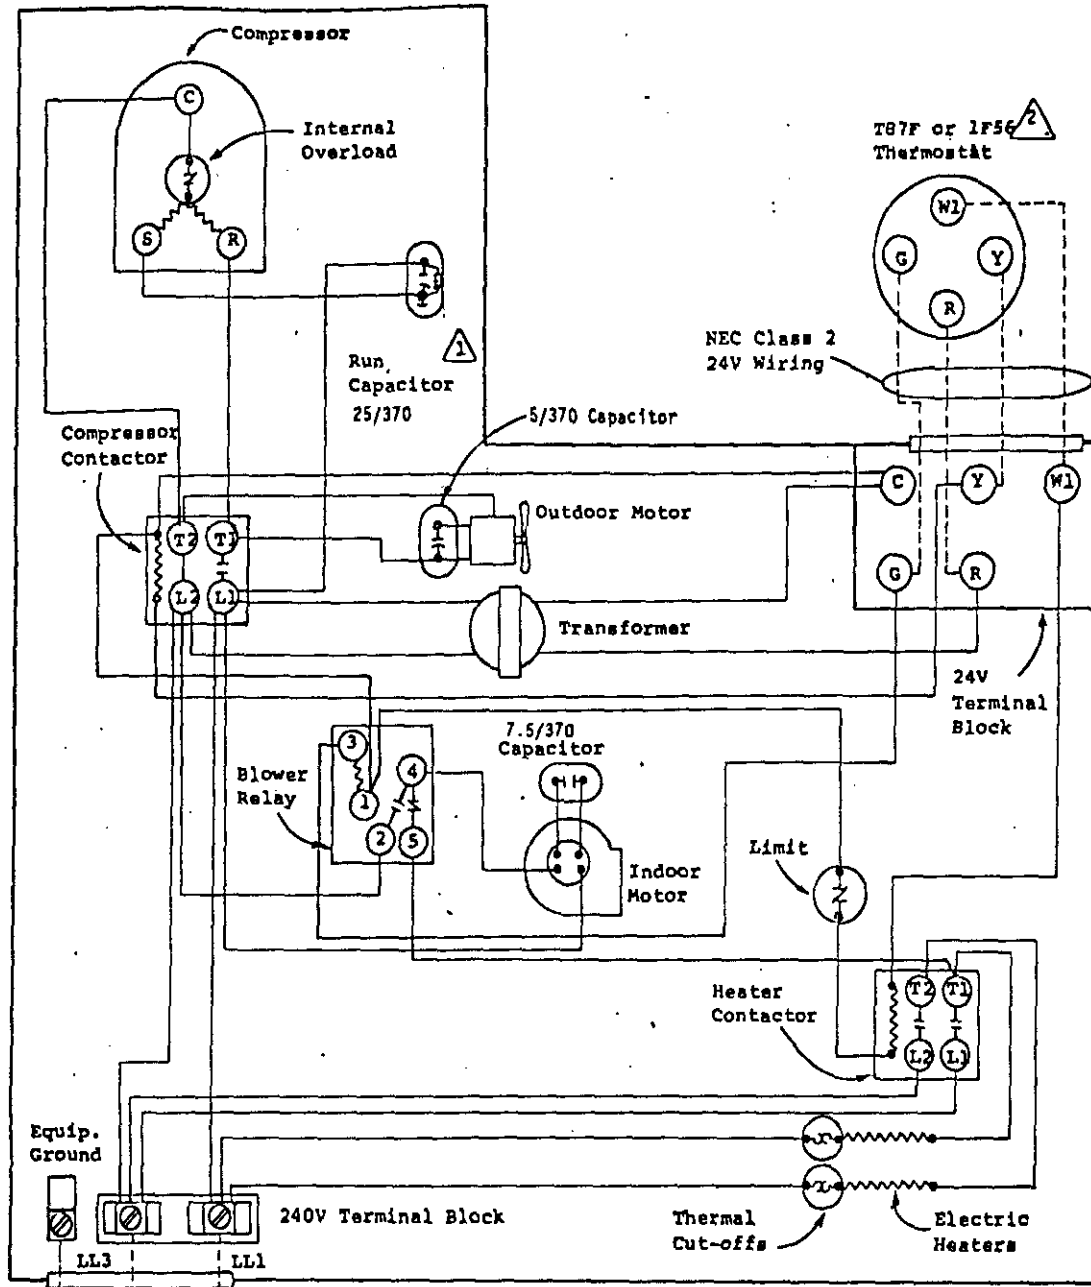 Compressor
C
Internal
Overload
S
R
T87F or 1F56
2
Thermostat
W1
G
Y
R
NEC Class 2
24V Wiring
1
Run
Capacitor
25/370
5/370 Capacitor
Compressor
Contactor
C
Y
W1
Outdoor Motor
T2
T1
G
R
L2
L1
Transformer
24V
Terminal
Block
7.5/370
Capacitor
3
4
Blower
Relay
1
2
5
Limit
Indoor
Motor
Heater
Contactor
T2
T1
L2
L1
Equip.
Ground
240V Terminal Block
Thermal
Cut-offs
Electric
Heaters
LL3
LL1